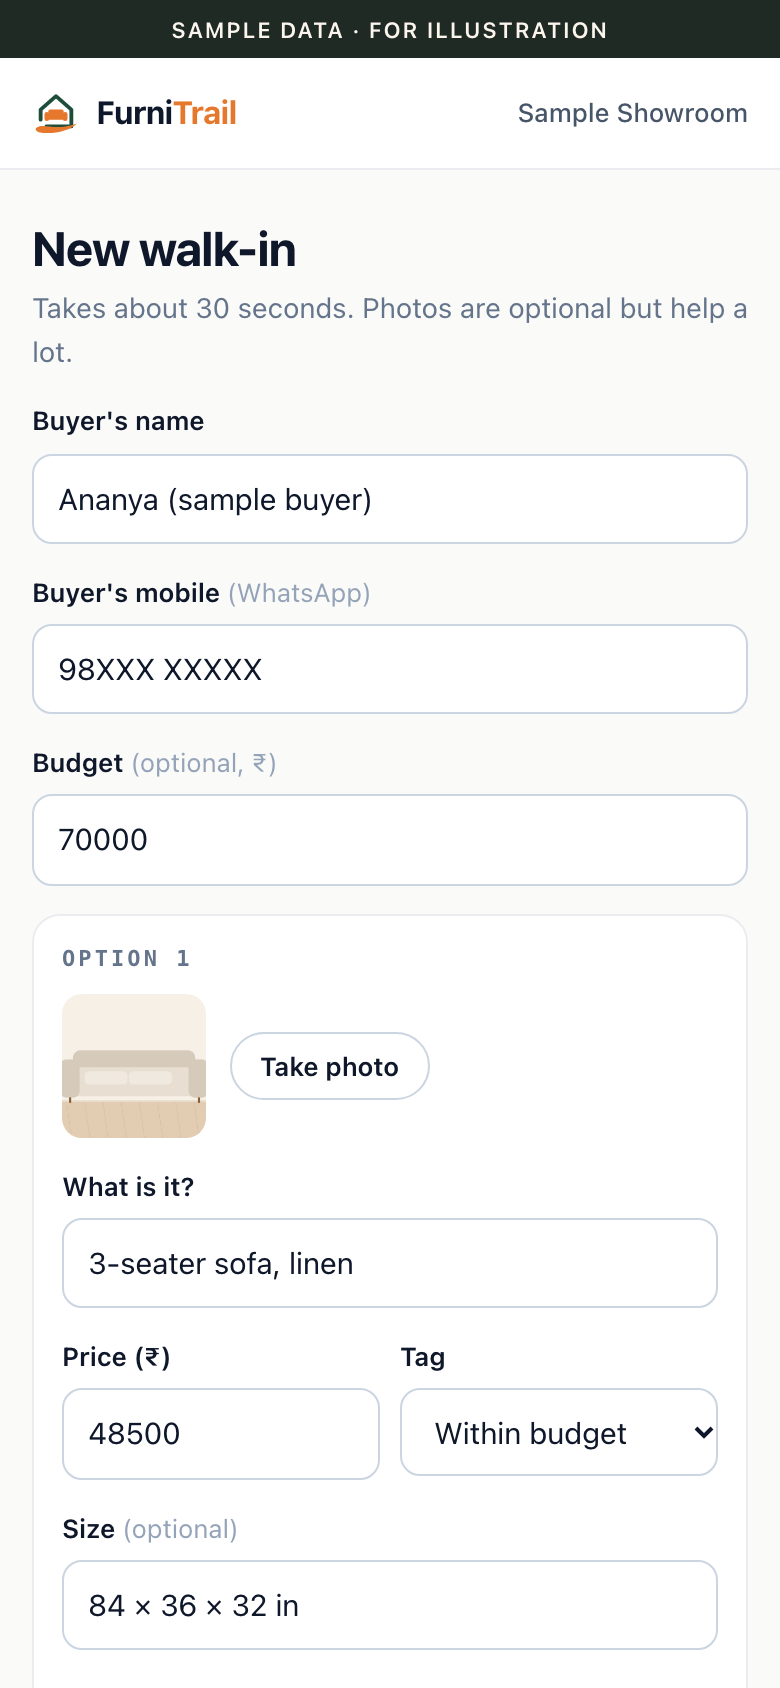 SAMPLE DATA · FOR ILLUSTRATION
FurniTrail
Sample Showroom
New walk-in
Takes about 30 seconds. Photos are optional but help a
lot.
Buyer's name
Ananya (sample buyer)
Buyer's mobile (WhatsApp)
98XXX XXXXX
Budget (optional, ₹)
70000
OPTION 1
Take photo
What is it?
3-seater sofa, linen
Price (₹)
Tag
48500
Within budget
Size (optional)
84 × 36 × 32 in